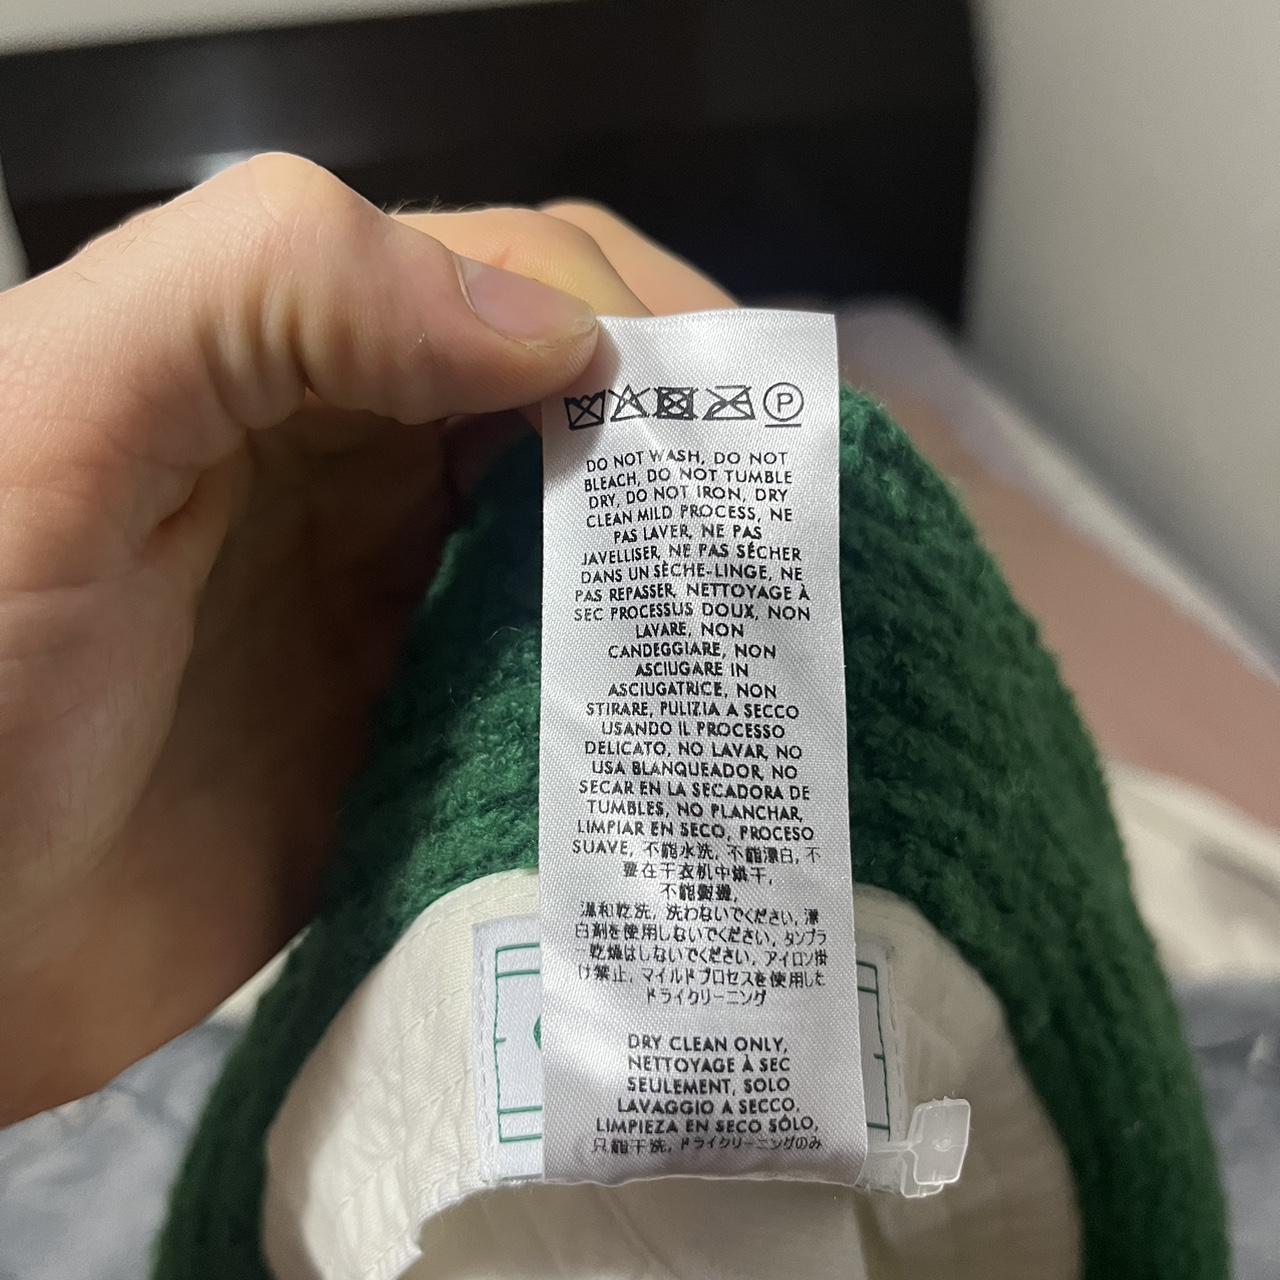 P
DO NOT WASH, DO NOT
BLEACH, DO NOT TUMBLE
DRY, DO NOT IRON, DRY
CLEAN MILD PROCESS, NE
PAS LAVER, NE PAS
JAVELLISER, NE PAS SÉCHER
DANS UN SÈCHE-LINGE, NE
PAS REPASSER, NETTOYAGE À
SEC PROCESSUS DOUX, NON
LAVARE, NON
CANDEGGIARE, NON
ASCIUGARE IN
ASCIUGATRICE, NON
STIRARE, PULIZIA A SECCO
USANDO IL PROCESSO
DELICATO, NO LAVAR, NO
USA BLANQUEADOR, NO
SECAR EN LA SECADORA DE
TUMBLES, NO PLANCHAR,
LIMPIAR EN SECO, PROCESO
SUAVE, 不能水洗, 不能漂白, 不
要在干衣机中烘干,
不能熨燙,
温和乾洗, 洗わないでください, 漂
白剤を使用しないでください, タンブラ
乾燥はしないでください, アイロン掛
け禁止, マイルドプロセスを使用した
ドライクリーニング
DRY CLEAN ONLY,
NETTOYAGE À SEC
SEULEMENT, SOLO
LAVAGGIO A SECCO,
LIMPIEZA EN SECO SÓLO,
只能干洗, ドライクリーニングのみ